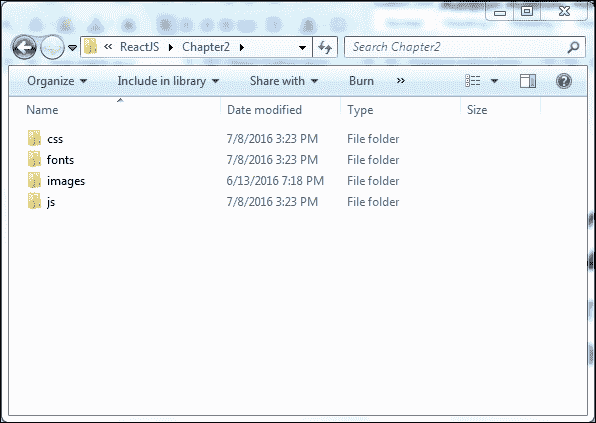 « ReactJS Chapter2 Search Chapter2
Organize Include in library Share with Burn »
Name Date modified Type Size
css 7/8/2016 3:23 PM File folder
fonts 7/8/2016 3:23 PM File folder
images 6/13/2016 7:18 PM File folder
js 7/8/2016 3:23 PM File folder